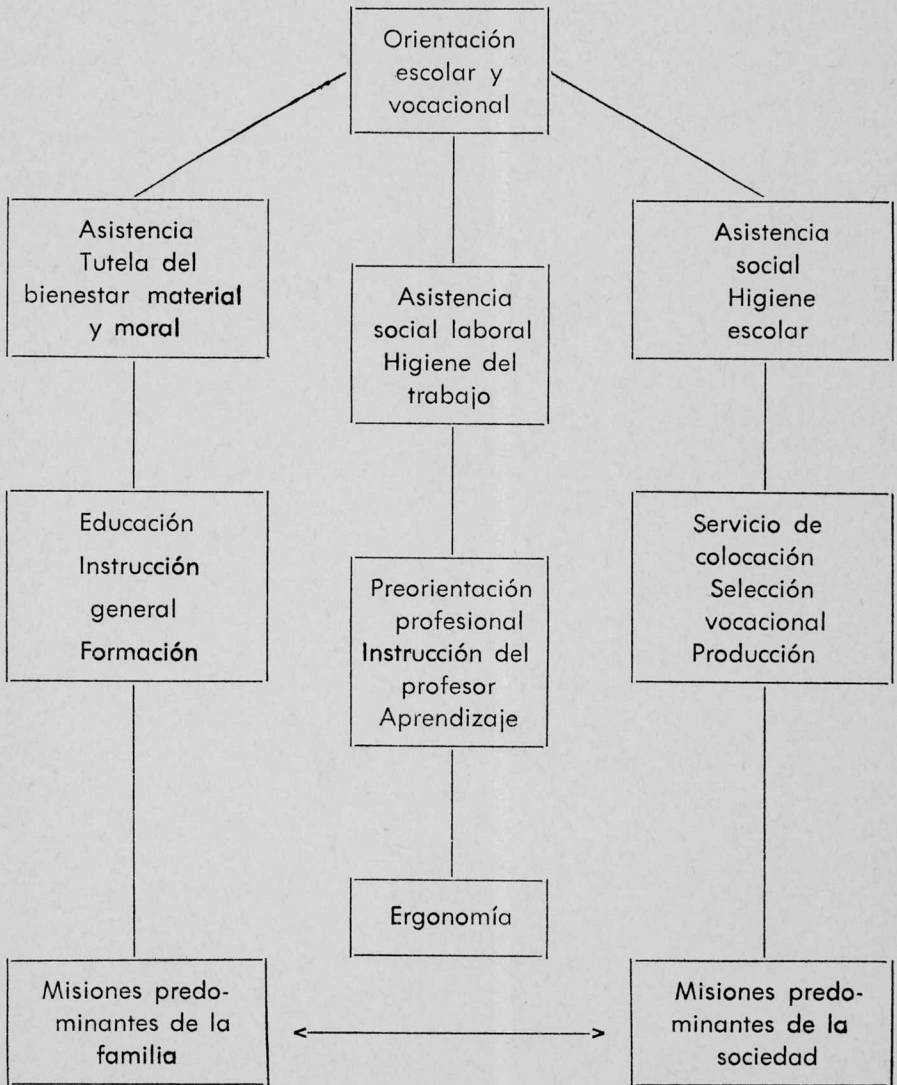 Orientación
escolar y
vocacional
Asistencia
Tutela del
bienestar material
y moral
Asistencia
social laboral
Higiene del
trabajo
Asistencia
social
Higiene
escolar
Educación
Instrucción
general
Formación
Preorientación
profesional
Instrucción del
profesor
Aprendizaje
Servicio de
colocación
Selección
vocacional
Producción
Ergonomía
Misiones predo-
minantes de la
familia
Misiones predo-
minantes de la
sociedad